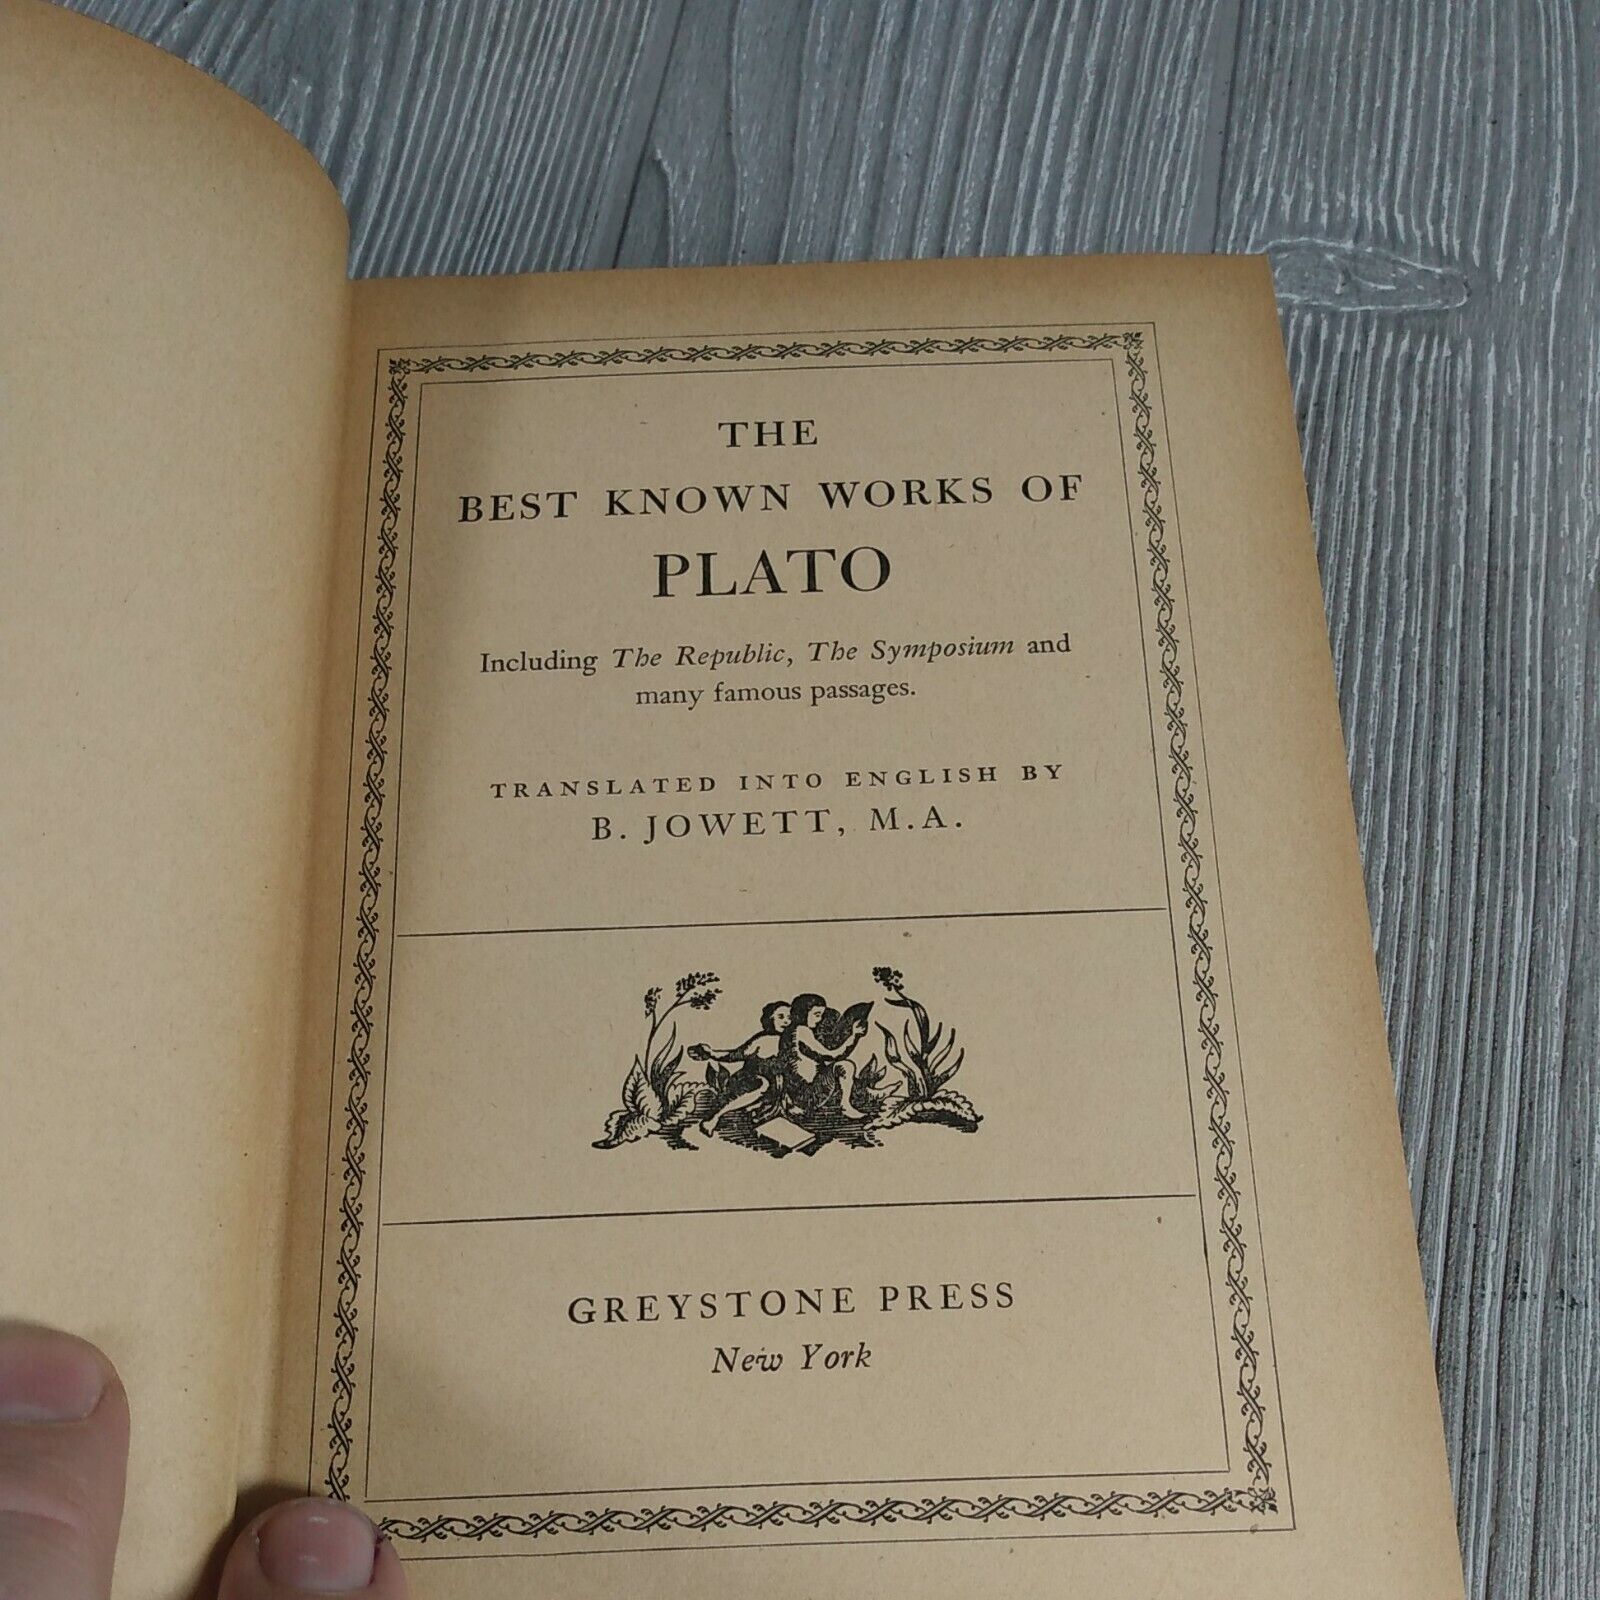 THE
BEST KNOWN WORKS OF
PLATO
Including The Republic, The Symposium and
many famous passages.
TRANSLATED INTO ENGLISH BY
B. JOWETT, M.A.
GREYSTONE PRESS
New York